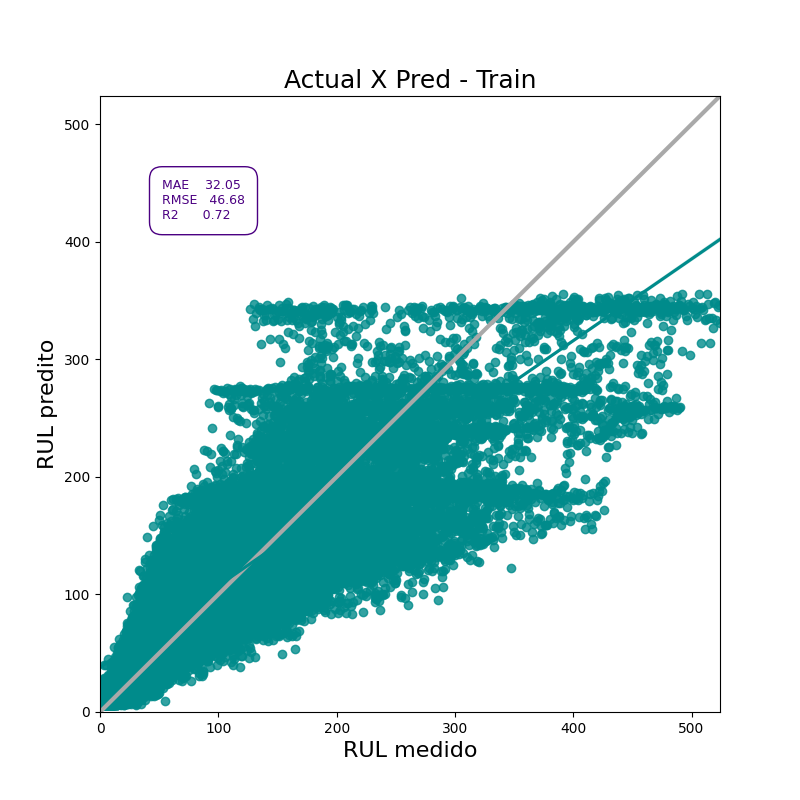 Actual X Pred - Train
500
400
300
200
100
0
RUL predito
MAE 32.05
RMSE 46.68
R2 0.72
0 100 200 300 400 500
RUL medido